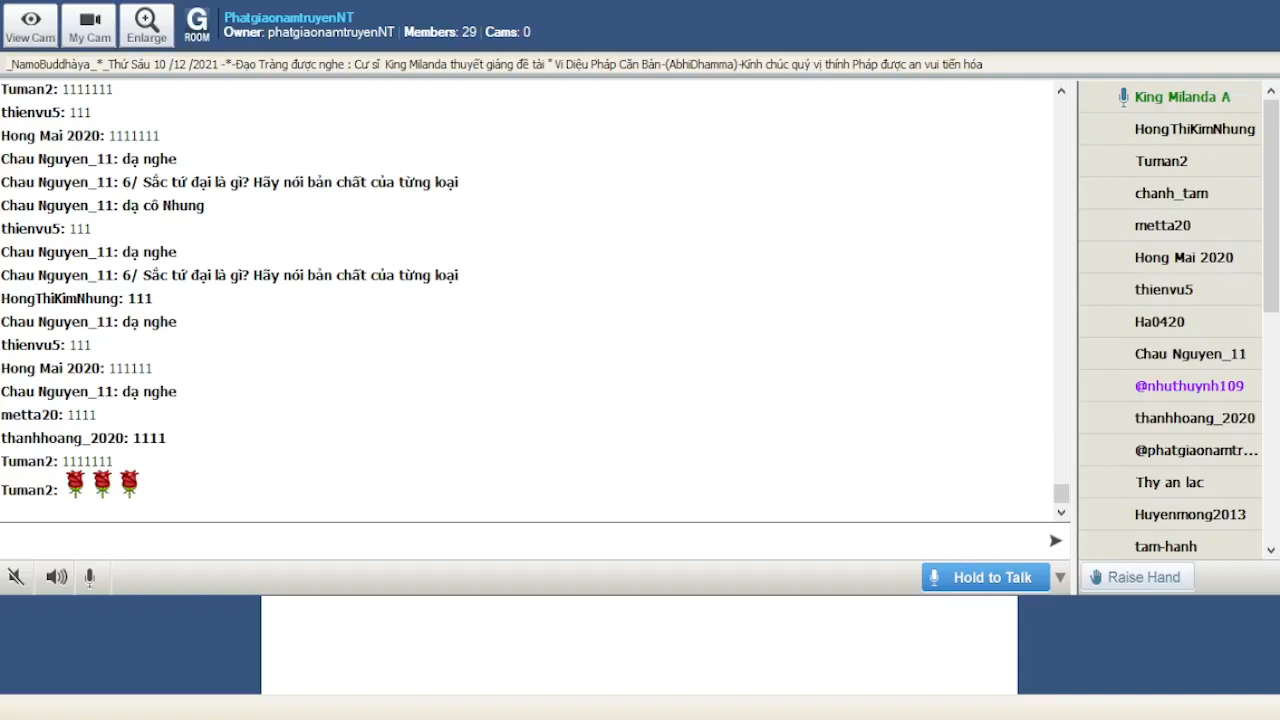 View Cam
My Cam
Enlarge
G
ROOM
PhatgiaonamtruyenNT
Owner: phatgiaonamtruyenNT | Members: 29 | Cams: 0
_NamoBuddhàya_*_Thứ Sáu 10 /12 /2021 -*-Đạo Tràng được nghe : Cư sĩ King Milanda thuyết giảng đề tài " Vi Diệu Pháp Căn Bản-(AbhiDhamma)-Kính chúc quý vị thính Pháp được an vui tiến hóa
Tuman2: 1111111
thienvu5: 111
Hong Mai 2020: 1111111
Chau Nguyen_11: dạ nghe
Chau Nguyen_11: 6/ Sắc tứ đại là gì? Hãy nói bản chất của từng loại
Chau Nguyen_11: dạ cô Nhung
thienvu5: 111
Chau Nguyen_11: dạ nghe
Chau Nguyen_11: 6/ Sắc tứ đại là gì? Hãy nói bản chất của từng loại
HongThiKimNhung: 111
Chau Nguyen_11: dạ nghe
thienvu5: 111
Hong Mai 2020: 111111
Chau Nguyen_11: dạ nghe
metta20: 1111
thanhhoang_2020: 1111
Tuman2: 1111111
Tuman2:
King Milanda A
HongThiKimNhung
Tuman2
chanh_tam
metta20
Hong Mai 2020
thienvu5
Ha0420
Chau Nguyen_11
@nhuthuynh109
thanhhoang_2020
@phatgiaonamtr...
Thy an lac
Huyenmong2013
tam-hanh
Hold to Talk
Raise Hand